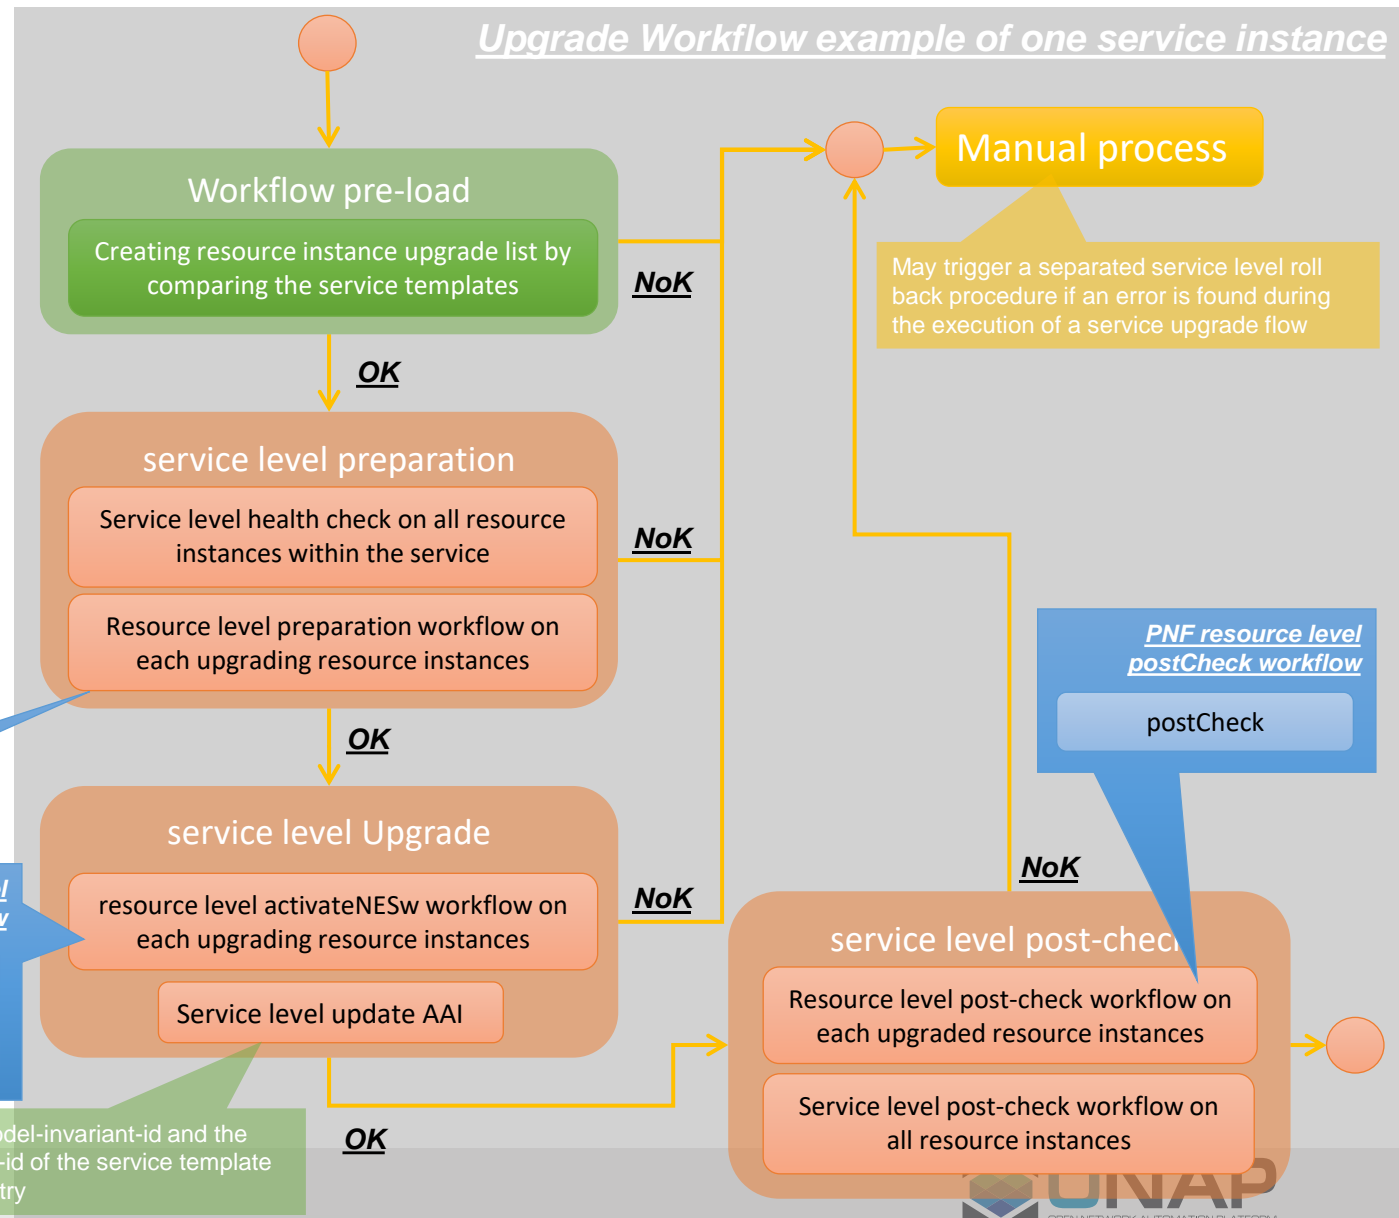 Upgrade Workflow example of one service instance
Workflow pre-load
Creating resource instance upgrade list by
comparing the service templates
NoK
OK
Manual process
May trigger a separated service level roll
back procedure if an error is found during
the execution of a service upgrade flow
service level preparation
Service level health check on all resource
instances within the service
NoK
Resource level preparation workflow on
each upgrading resource instances
OK
PNF resource level
postCheck workflow
postCheck
service level Upgrade
resource level activateNESw workflow on
each upgrading resource instances
NoK
Service level update AAI
OK
NoK
service level post-check
Resource level post-check workflow on
each upgraded resource instances
Service level post-check workflow on
all resource instances
-invariant-id and the
-id of the service template
ONAP
OPEN NETWORK AUTOMATION PLATFORM